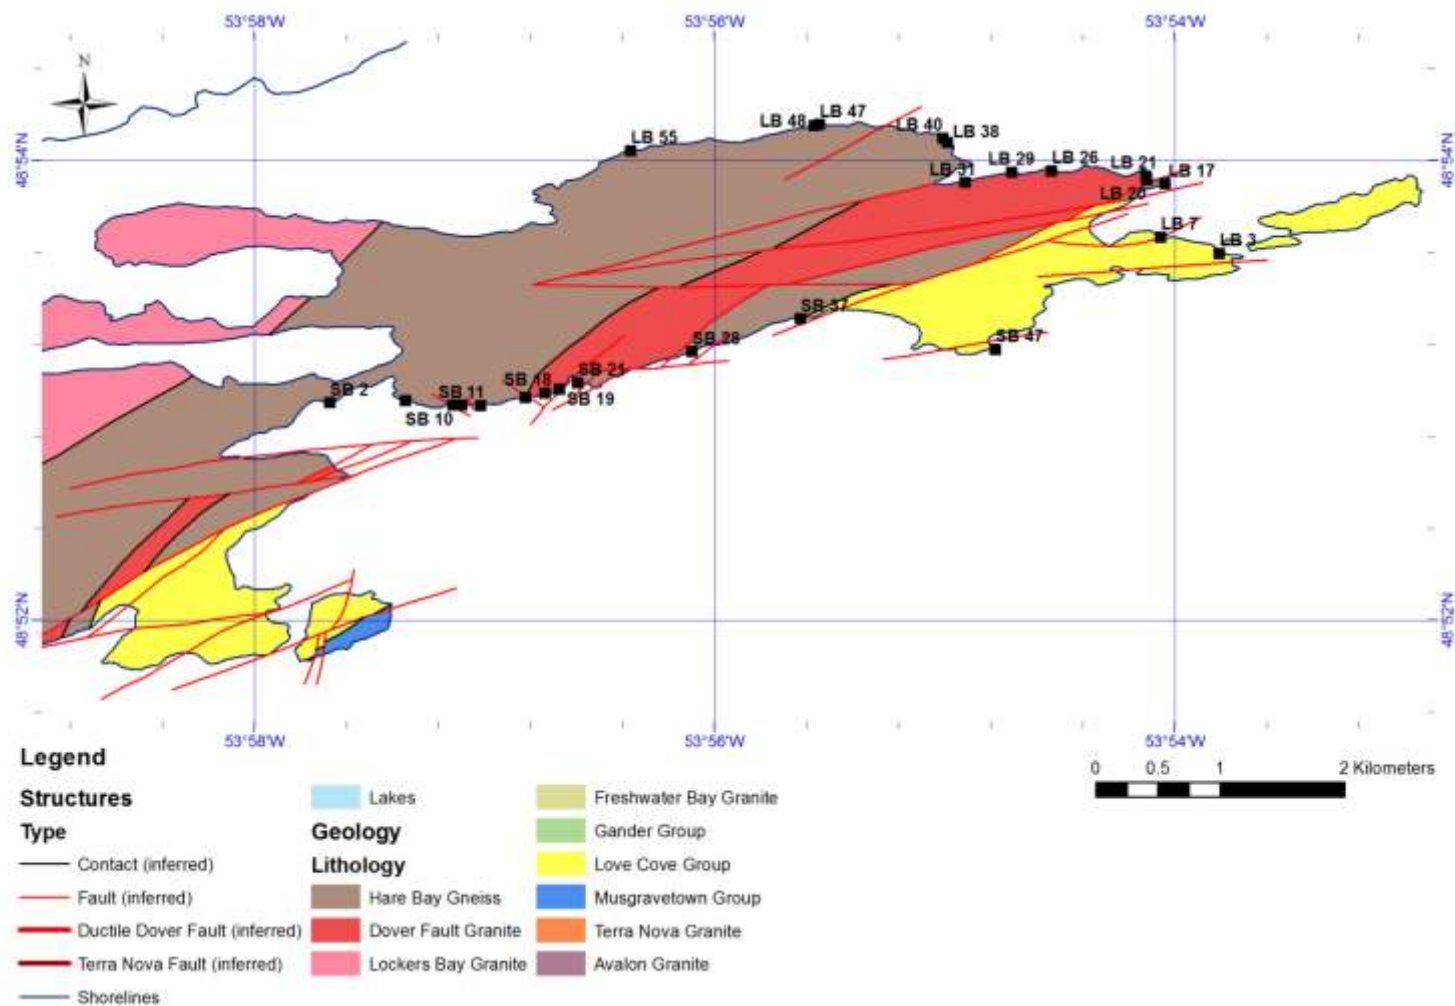 53°58'W 53°56'W 53°54'W
N
LB 48 LB 47
LB 40 LB 38
LB 55
48°54'N 48°54'N
LB 29 LB 26 LB 21 LB 17
LB 31
LB 20
LB 7
LB 3
SB 37
SB 28 SB 47
SB 2 SB 11 SB 18 SB 21
SB 10 SB 19
48°52'N 48°52'N
53°58'W 53°56'W 53°54'W
Legend
0 0.5 1 2 Kilometers
Structures
Type
Contact (inferred)
Fault (inferred)
Ductile Dover Fault (inferred)
Terra Nova Fault (inferred)
Shorelines
Lakes
Geology
Lithology
Hare Bay Gneiss
Dover Fault Granite
Lockers Bay Granite
Freshwater Bay Granite
Gander Group
Love Cove Group
Musgravetown Group
Terra Nova Granite
Avalon Granite